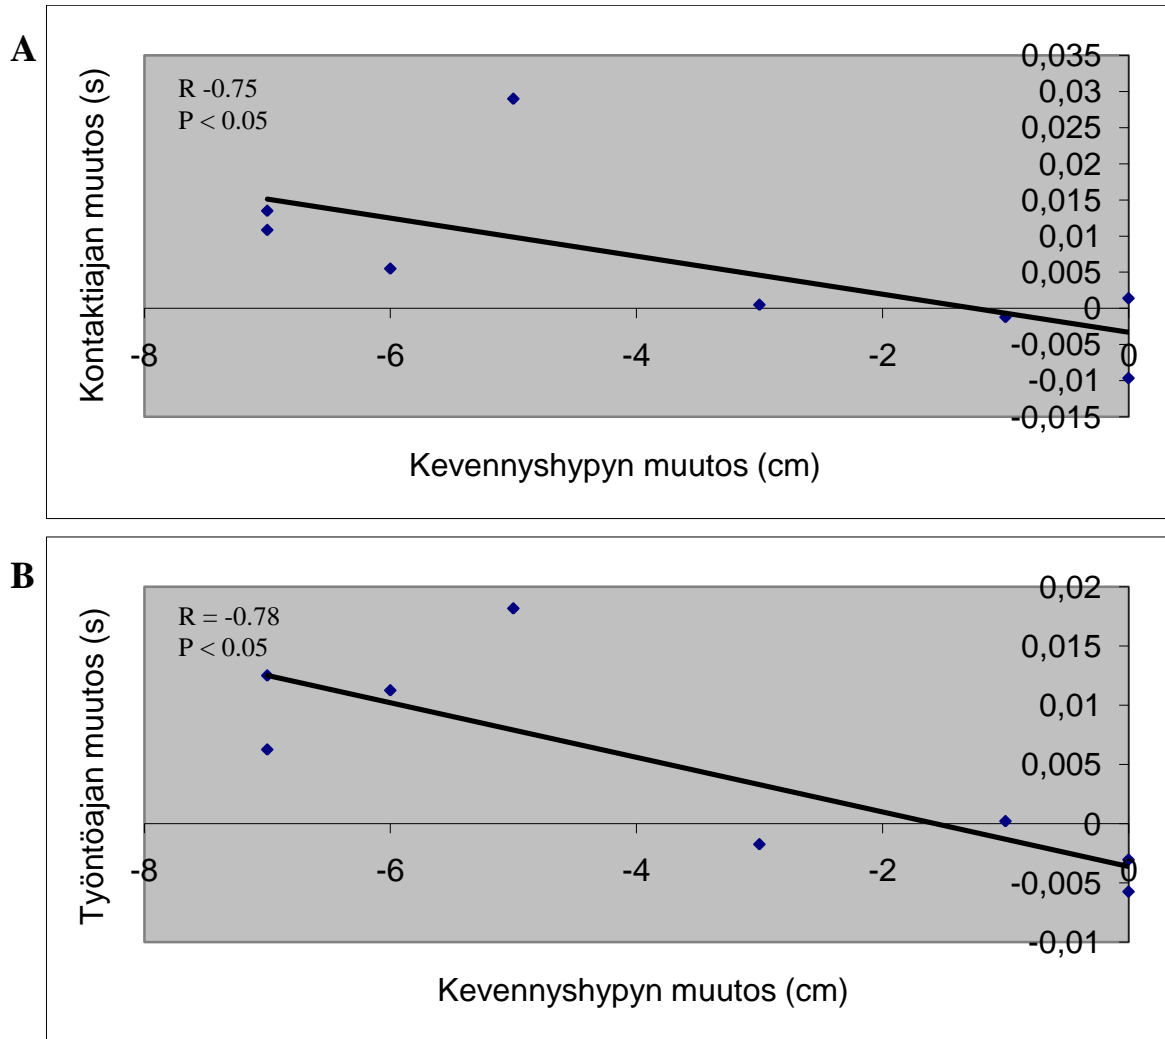 A
R -0.75
P < 0.05
Kontaktiajan muutos (s)
0,035
0,03
0,025
0,02
0,015
0,01
0,005
0
-0,005
-0,01
-0,015
-8 -6 -4 -2 0
Kevennyshypyn muutos (cm)
B
R = -0.78
P < 0.05
Työntöajan muutos (s)
0,02
0,015
0,01
0,005
0
-0,005
-0,01
-8 -6 -4 -2 0
Kevennyshypyn muutos (cm)